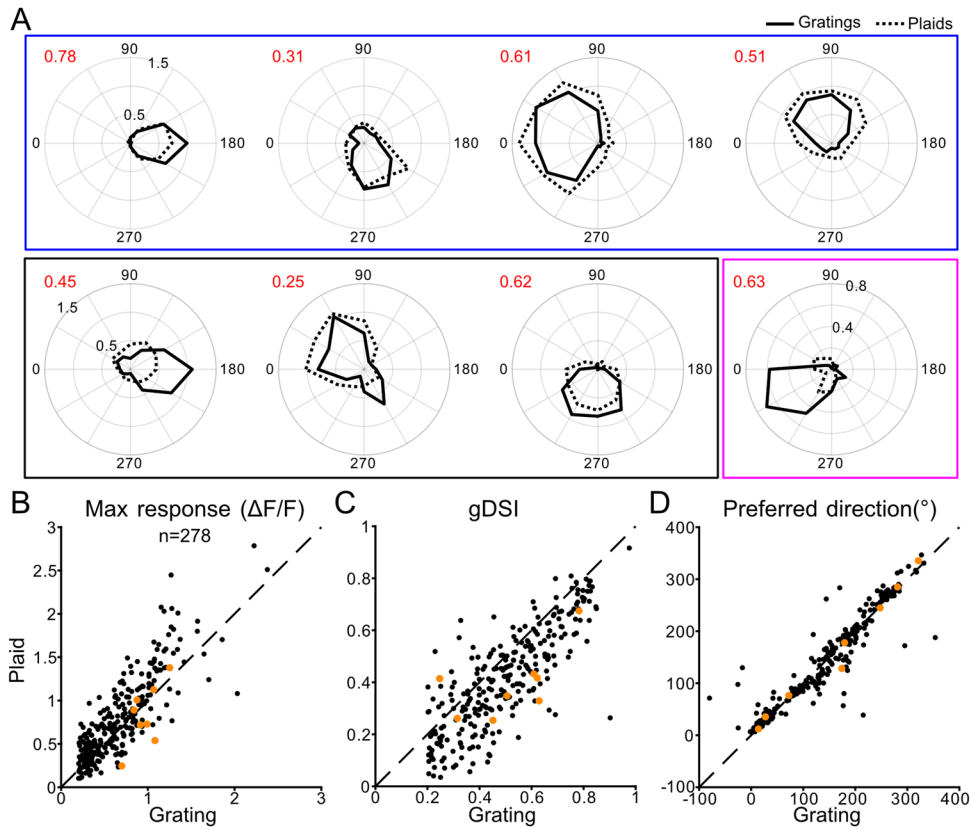 A
Gratings Plaids
0.78 90 0.31 90 0.61 90 0.51 90
1.5
0.5
0 180 0 180 0 180 0 180
270 270 270 270
0.45 90 0.25 90 0.62 90 0.63 90
1.5 0.8
0.5 0.4
0 180 0 180 0 180 0 180
270 270 270 270
B Max response (ΔF/F) C gDSI D Preferred direction(°)
n=278
Plaid
3
2.5
2
1.5
1
0.5
0
0 1 2 3
Grating
1
0.8
0.6
0.4
0.2
0
0 0.2 0.4 0.6 0.8 1
Grating
400
300
200
100
0
-100
-100 0 100 200 300 400
Grating